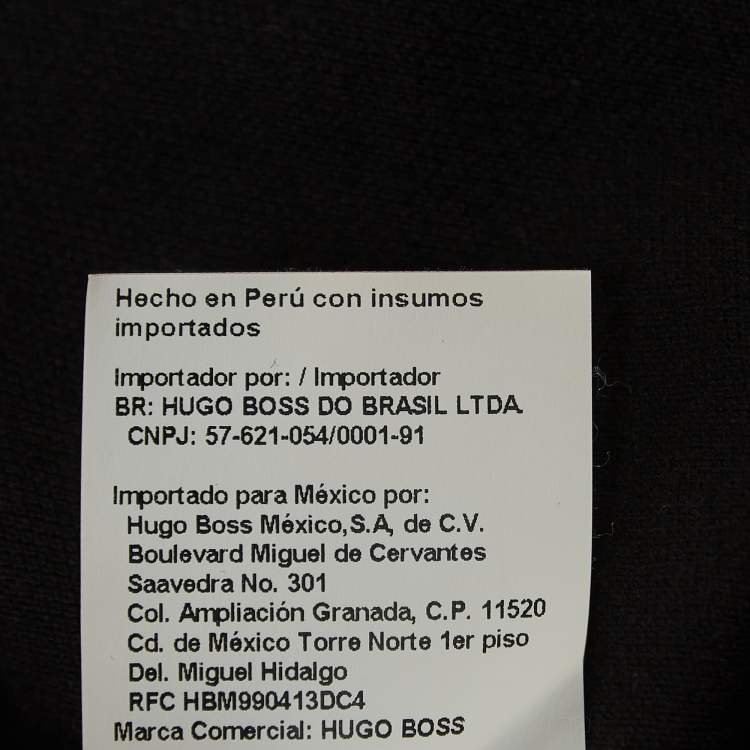 Hecho en Perú con insumos
importados
Importador por: / Importador
BR: HUGO BOSS DO BRASIL LTDA.
CNPJ: 57-621-054/0001-91
Importado para México por:
Hugo Boss México,S.A, de C.V.
Boulevard Miguel de Cervantes
Saavedra No. 301
Col. Ampliación Granada, C.P. 11520
Cd. de México Torre Norte 1er piso
Del. Miguel Hidalgo
RFC HBM990413DC4
Marca Comercial: HUGO BOSS